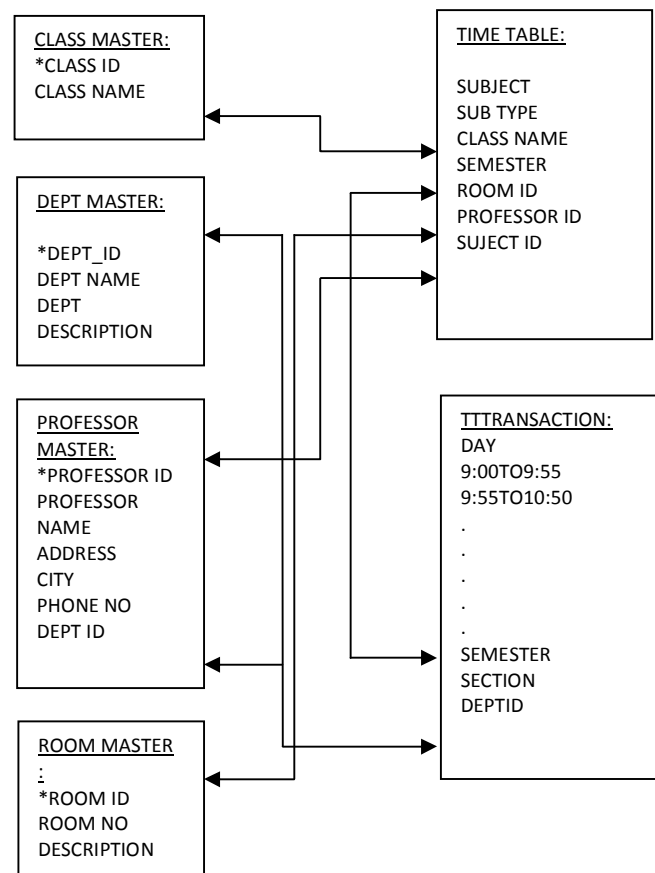 CLASS MASTER:
*CLASS ID
CLASS NAME
DEPT MASTER:
*DEPT_ID
DEPT NAME
DEPT
DESCRIPTION
PROFESSOR
MASTER:
*PROFESSOR ID
PROFESSOR
NAME
ADDRESS
CITY
PHONE NO
DEPT ID
ROOM MASTER
:
*ROOM ID
ROOM NO
DESCRIPTION
TIME TABLE:
SUBJECT
SUB TYPE
CLASS NAME
SEMESTER
ROOM ID
PROFESSOR ID
SUJECT ID
TTTRANSACTION:
DAY
9:00TO9:55
9:55TO10:50
.
.
.
.
.
SEMESTER
SECTION
DEPTID